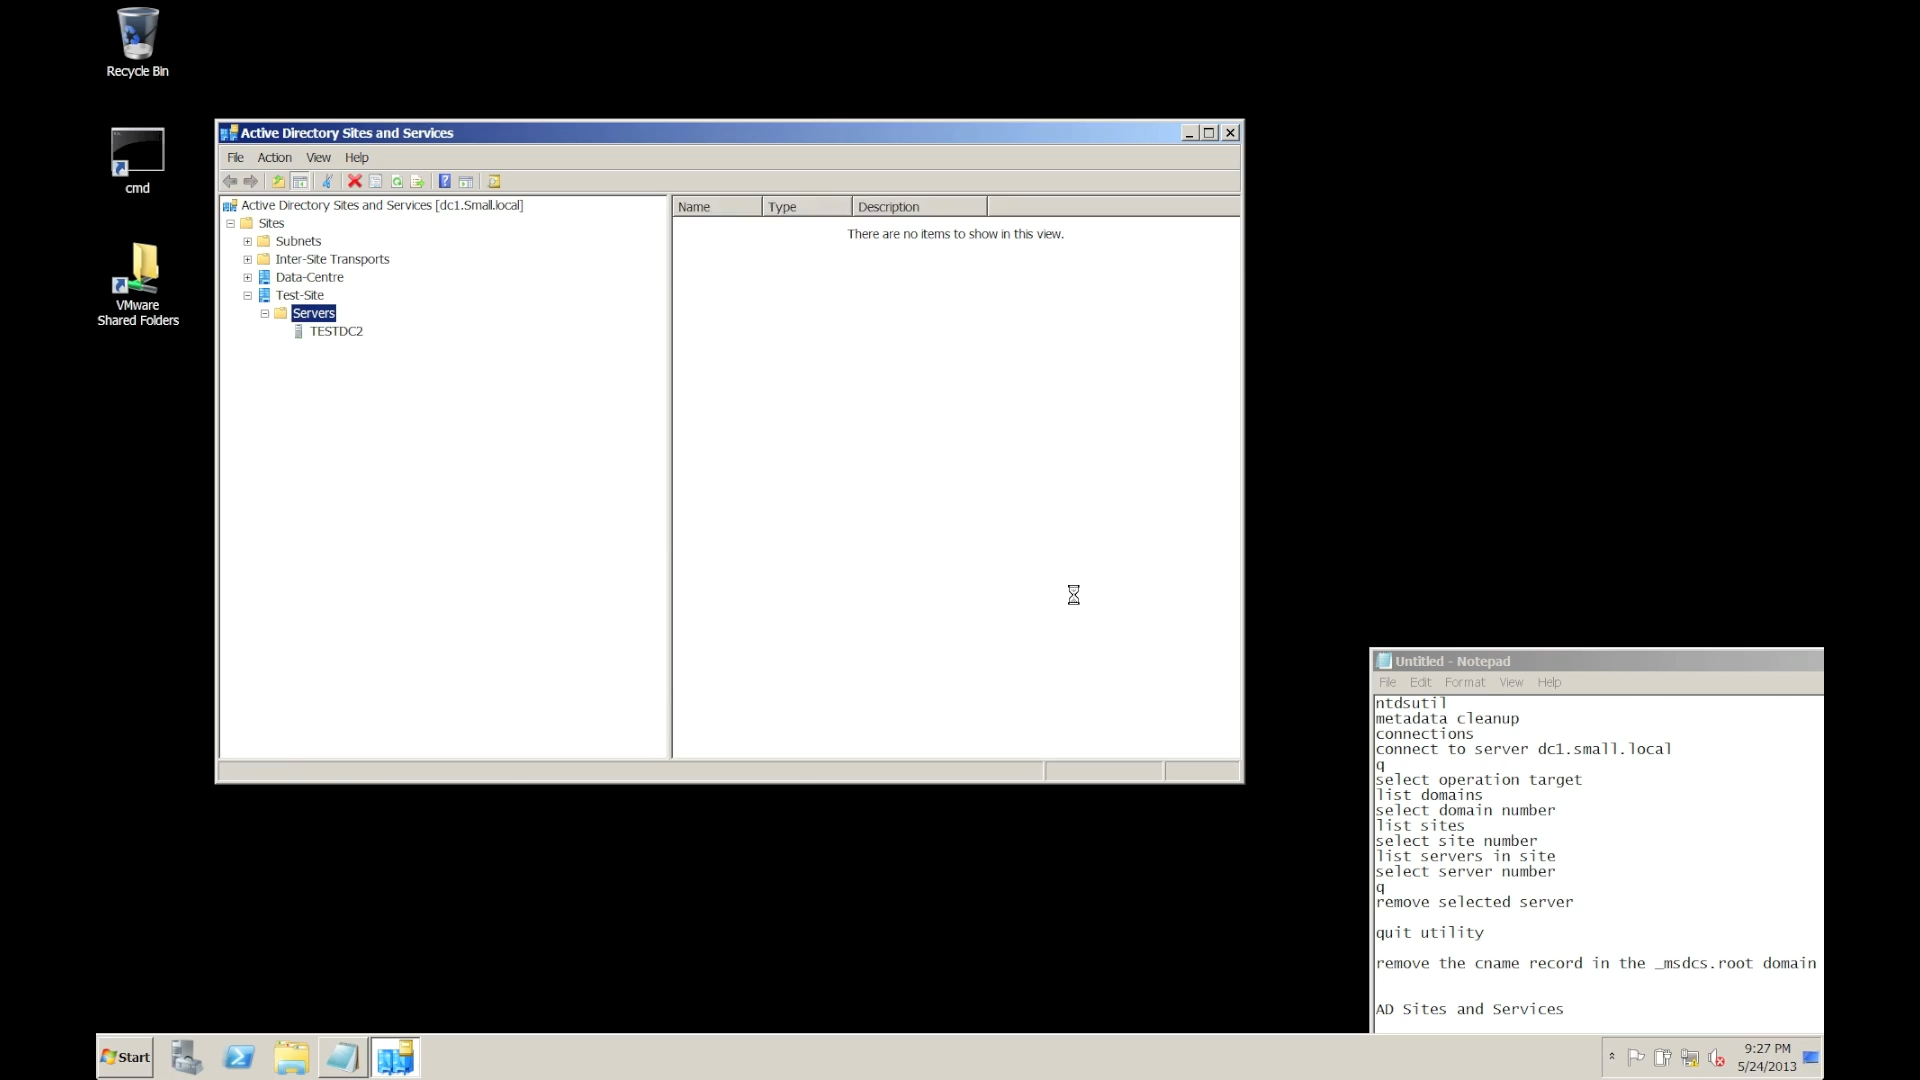 Recycle Bin
cmd
VMware
Shared Folders
Active Directory Sites and Services
File Action View Help
Active Directory Sites and Services [dc1.Small.local]
Sites
Subnets
Inter-Site Transports
Data-Centre
Test-Site
Servers
TESTDC2
Name Type Description
There are no items to show in this view.
Untitled - Notepad
File Edit Format View Help
ntdsutil
metadata cleanup
connections
connect to server dc1.small.local
q
select operation target
list domains
select domain number
list sites
select site number
list servers in site
select server number
q
remove selected server
quit utility
remove the cname record in the _msdcs.root domain
AD Sites and Services
Start
9:27 PM
5/24/2013